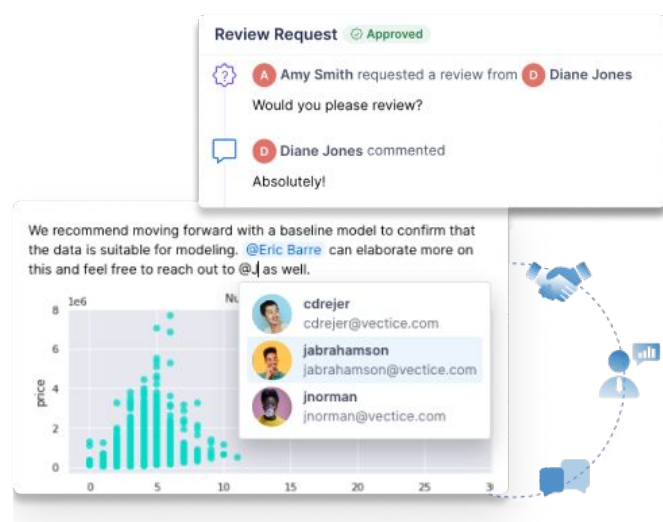 Review Request Approved
A Amy Smith requested a review from D Diane Jones
Would you please review?
D Diane Jones commented
Absolutely!
We recommend moving forward with a baseline model to confirm that
the data is suitable for modeling. @Eric Barre can elaborate more on
this and feel free to reach out to @J as well.
1e6
Nu
cdrejer
cdrejer@vectice.com
jabrahamson
jabrahamson@vectice.com
jnorman
jnorman@vectice.com
price
8
6
4
2
0
0 5 10 15 20 25 3